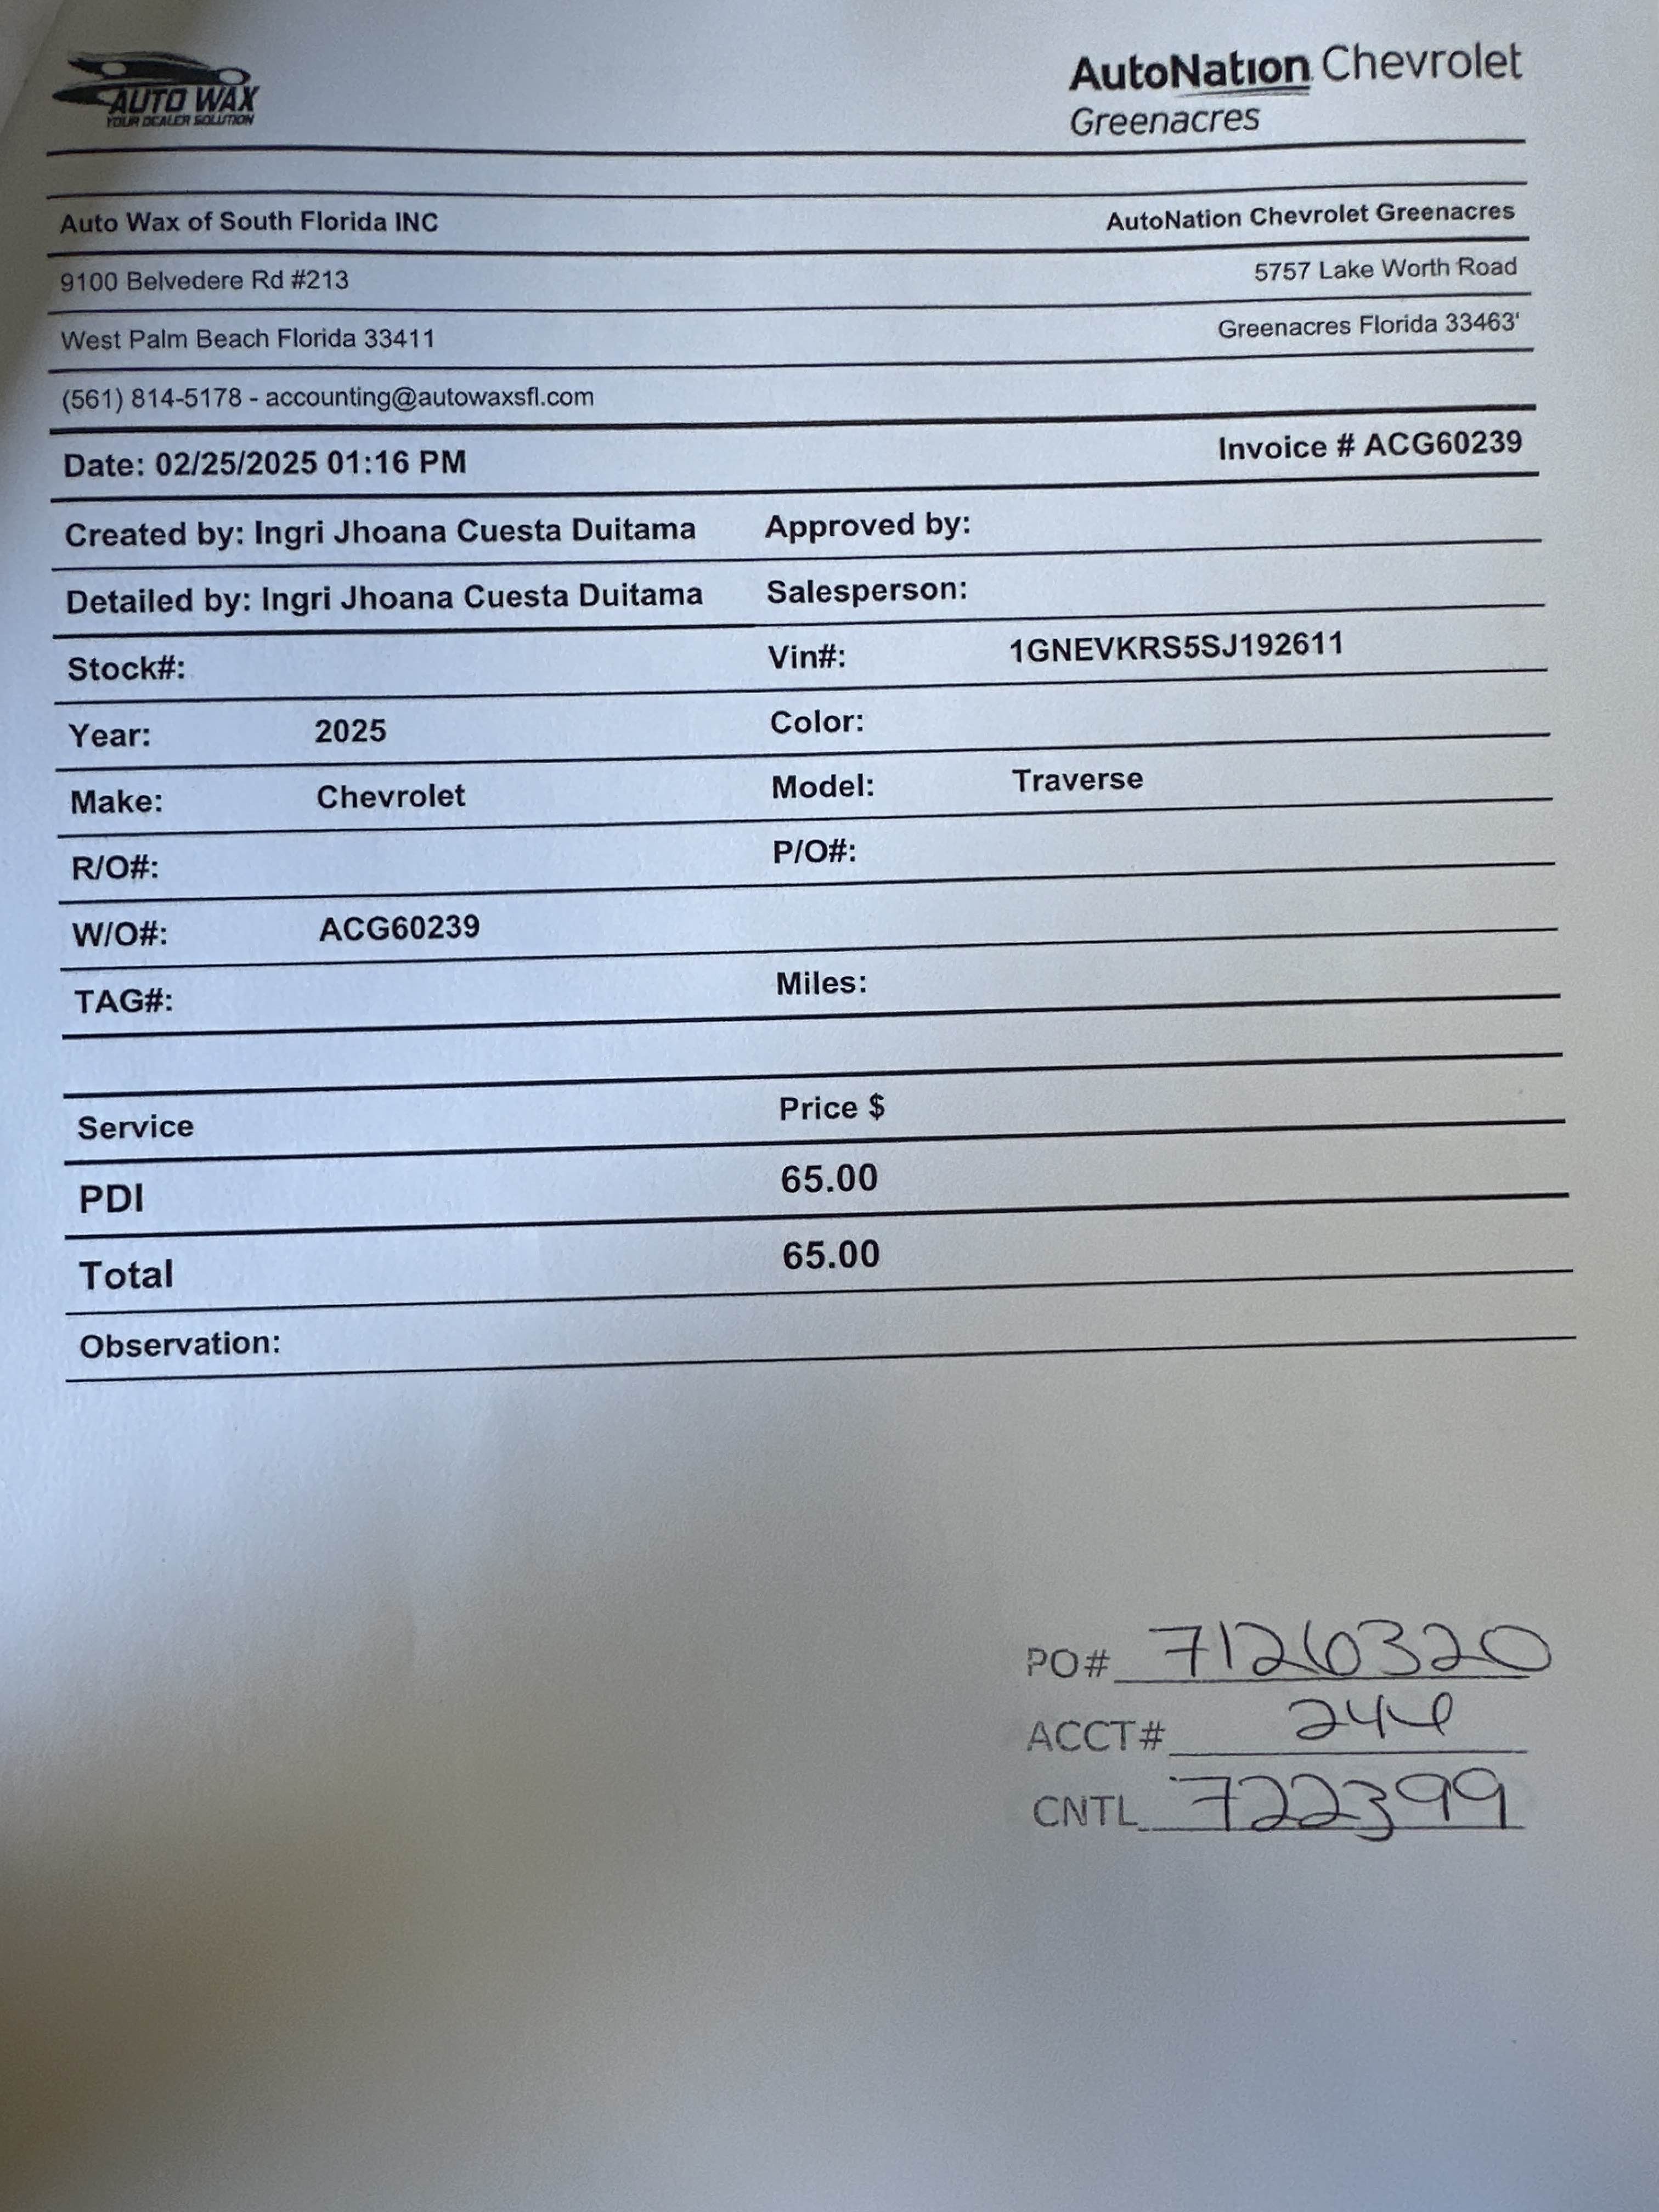 AUTO WAX
YOUR DEALER SOLUTION
AutoNation Chevrolet
Greenacres
Auto Wax of South Florida INC
AutoNation Chevrolet Greenacres
9100 Belvedere Rd #213
5757 Lake Worth Road
West Palm Beach Florida 33411
Greenacres Florida 33463'
(561) 814-5178 - accounting@autowaxsfl.com
Date: 02/25/2025 01:16 PM
Invoice # ACG60239
Created by: Ingri Jhoana Cuesta Duitama Approved by:
Detailed by: Ingri Jhoana Cuesta Duitama Salesperson:
Stock#: Vin#: 1GNEVKRS5SJ192611
Year: 2025 Color:
Make: Chevrolet Model: Traverse
R/O#: P/O#:
W/O#: ACG60239
TAG#: Miles:
Service Price $
PDI 65.00
Total 65.00
Observation:
PO# 7126320
ACCT#
CNTL 722399